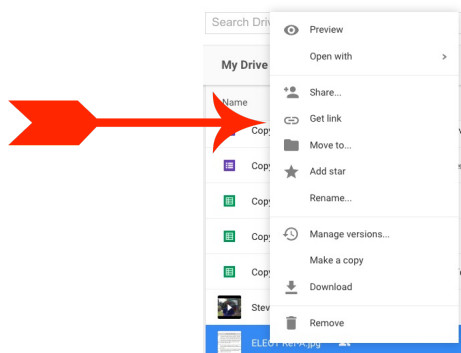 Search Driv
Preview
Open with
My Drive
Share...
Name
Get link
Copy
Move to...
Copy
Add star
Copy
Rename...
Copy
Manage versions...
Make a copy
Copy
Download
Stev
Remove
ELECT Ref-A.jpg